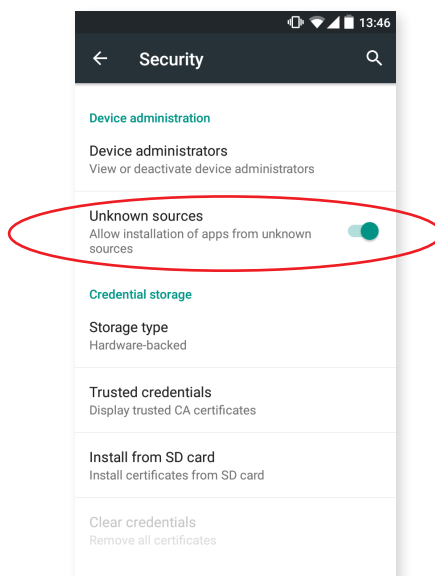 13:46
Security
Device administration
Device administrators
View or deactivate device administrators
Unknown sources
Allow installation of apps from unknown
sources
Credential storage
Storage type
Hardware-backed
Trusted credentials
Display trusted CA certificates
Install from SD card
Install certificates from SD card
Clear credentials
Remove all certificates